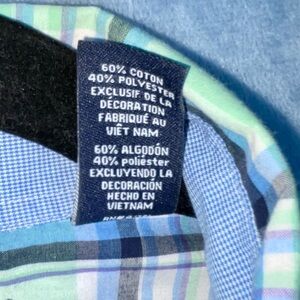 60% COTON
40% POLYESTER
EXCLUSIF DE LA
DÉCORATION
FABRIQUÉ AU
VIÊT NAM
60% ALGODÓN
40% poliéster
EXCLUYENDO LA
DECORACIÓN
HECHO EN
VIETNAM